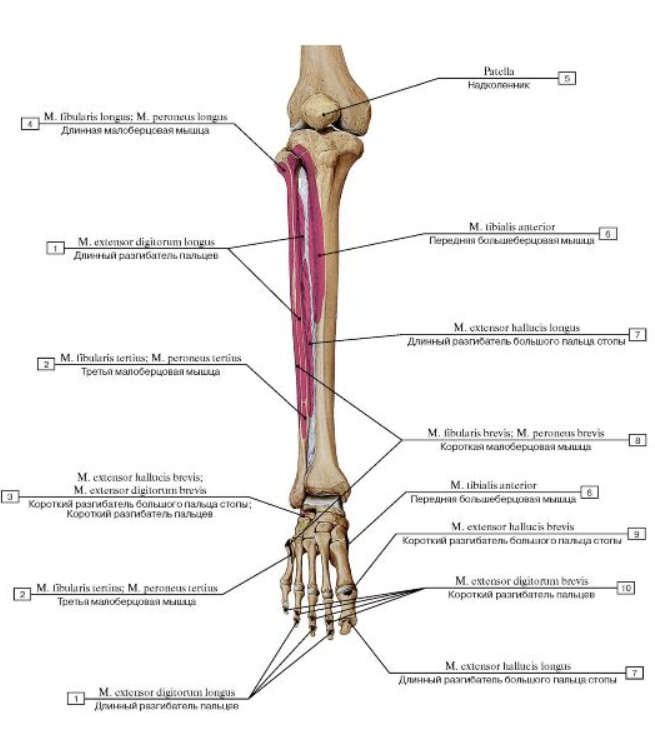 Patella
Надколенник
5
4
M. fibularis longus; M. peroneus longus
Длинная малоберцовая мышца
M. tibialis anterior
Передняя большеберцовая мышца
6
1
M. extensor digitorum longus
Длинный разгибатель пальцев
M. extensor hallucis longus
Длинный разгибатель большого пальца стопы
7
2
M. fibularis tertius; M. peroneus tertius
Третья малоберцовая мышца
M. fibularis brevis; M. peroneus brevis
Короткая малоберцовая мышца
8
3
M. extensor hallucis brevis;
M. extensor digitorum brevis
Короткий разгибатель большого пальца стопы;
Короткий разгибатель пальцев
M. tibialis anterior
Передняя большеберцовая мышца
6
M. extensor hallucis brevis
Короткий разгибатель большого пальца стопы
9
2
M. fibularis tertius; M. peroneus tertius
Третья малоберцовая мышца
M. extensor digitorum brevis
Короткий разгибатель пальцев
10
M. extensor hallucis longus
Длинный разгибатель большого пальца стопы
7
1
M. extensor digitorum longus
Длинный разгибатель пальцев